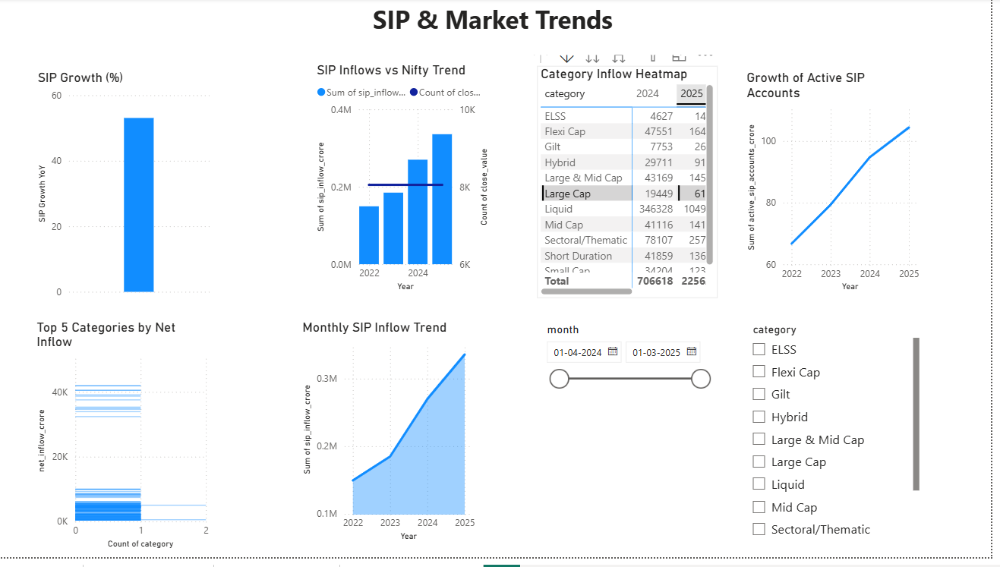 SIP & Market Trends
SIP Growth (%)
60
40
20
0
SIP Growth YoY
SIP Inflows vs Nifty Trend
Sum of sip_inflow... Count of clos...
0.4M
0.2M
0.0M
10K
8K
6K
Sum of sip_inflow_crore
Count of close_value
2022 2024
Year
Category Inflow Heatmap
category 2024 2025
ELSS 4627 14
Flexi Cap 47551 164
Gilt 7753 26
Hybrid 29711 91
Large & Mid Cap 43169 145
Large Cap 19449 61
Liquid 346328 1049
Mid Cap 41116 141
Sectoral/Thematic 78107 257
Short Duration 41859 136
Small Cap 34204 123
Total 706618 2256.
Growth of Active SIP
Accounts
100
80
60
Sum of active_sip_accounts_crore
2022 2023 2024 2025
Year
Top 5 Categories by Net
Inflow
40K
20K
0K
net_inflow_crore
0 1 2
Count of category
Monthly SIP Inflow Trend
0.3M
0.2M
0.1M
Sum of sip_inflow_crore
2022 2023 2024 2025
Year
month
01-04-2024 01-03-2025
category
ELSS
Flexi Cap
Gilt
Hybrid
Large & Mid Cap
Large Cap
Liquid
Mid Cap
Sectoral/Thematic